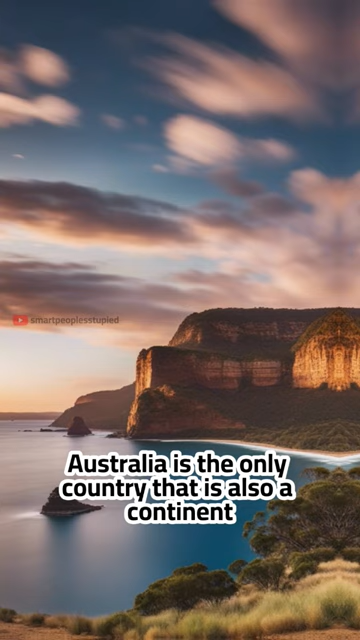 smartpeoplesstupied
Australia is the only
country that is also a
continent